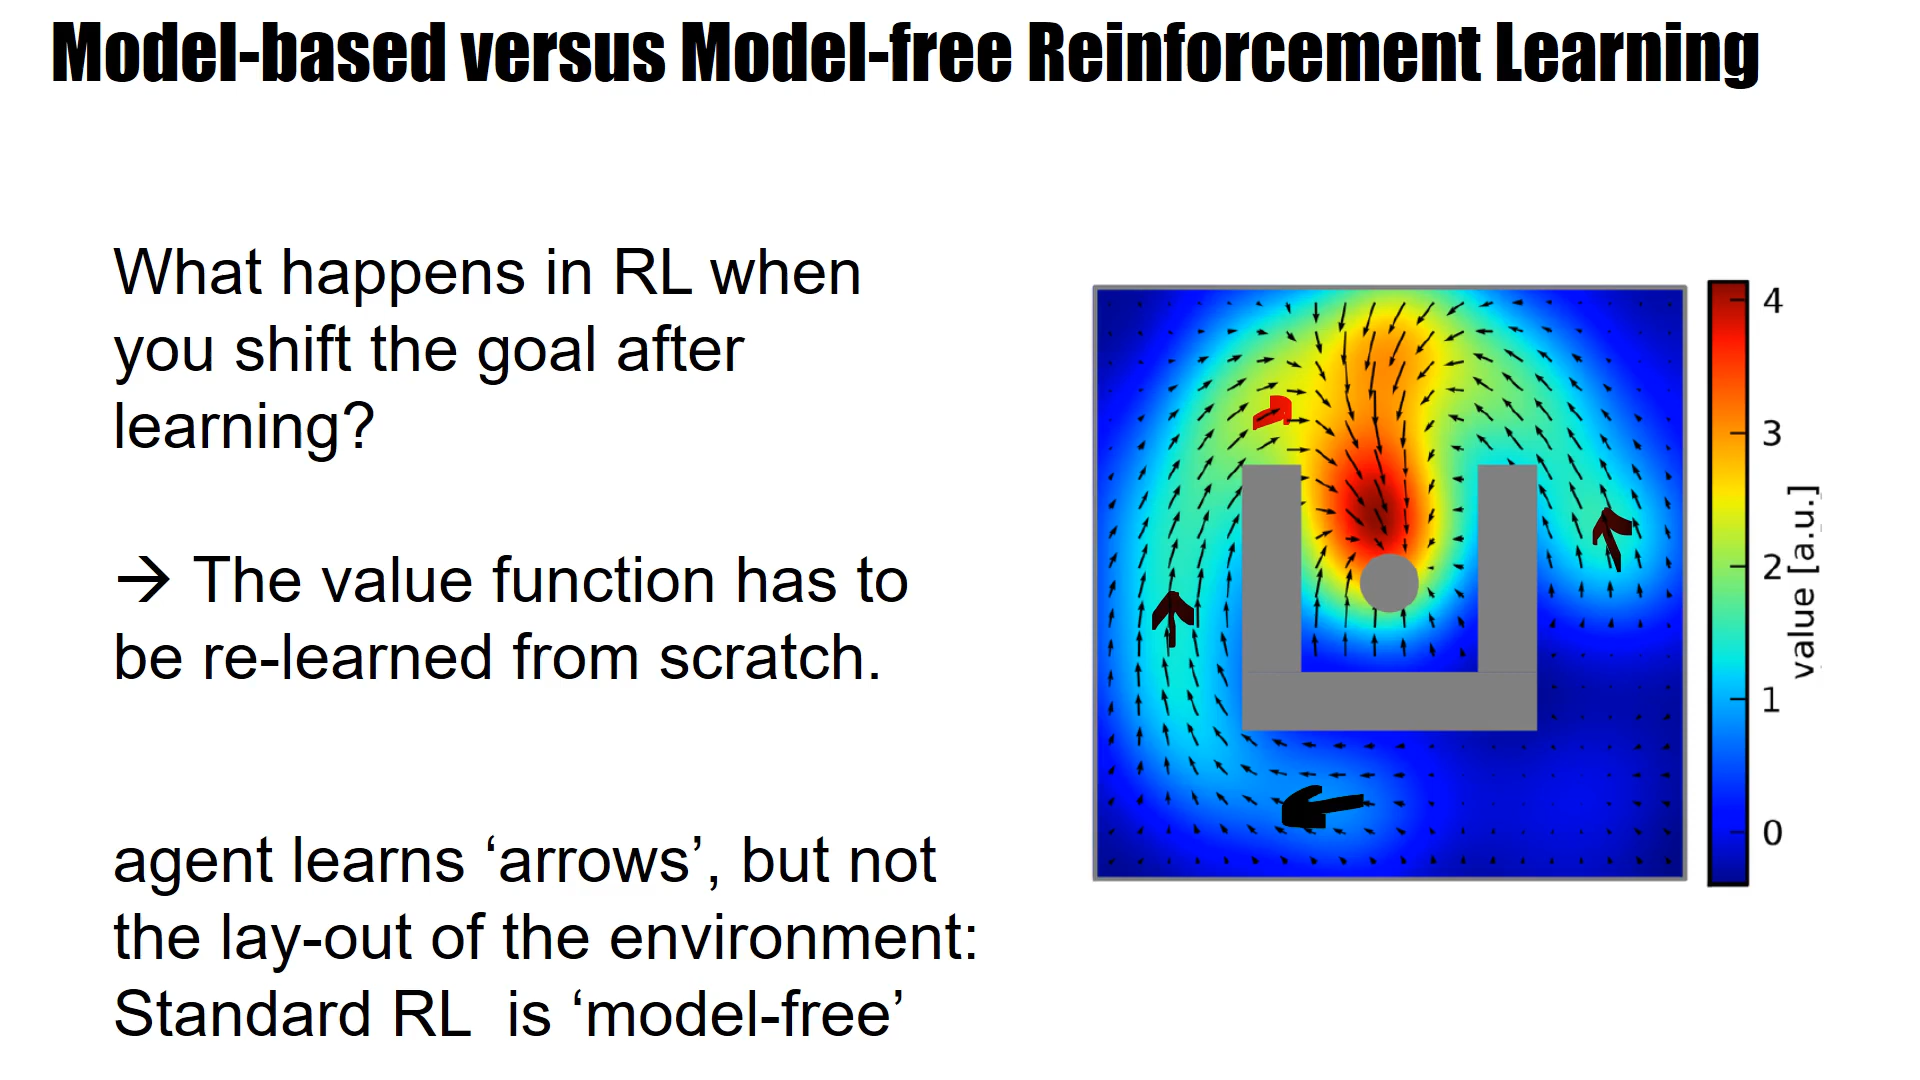 Model-based versus Model-free Reinforcement Learning
What happens in RL when
you shift the goal after
learning?
→ The value function has to
be re-learned from scratch.
agent learns ‘arrows’, but not
the lay-out of the environment:
Standard RL  is ‘model-free’
4
3
2
1
0
value [a.u.]